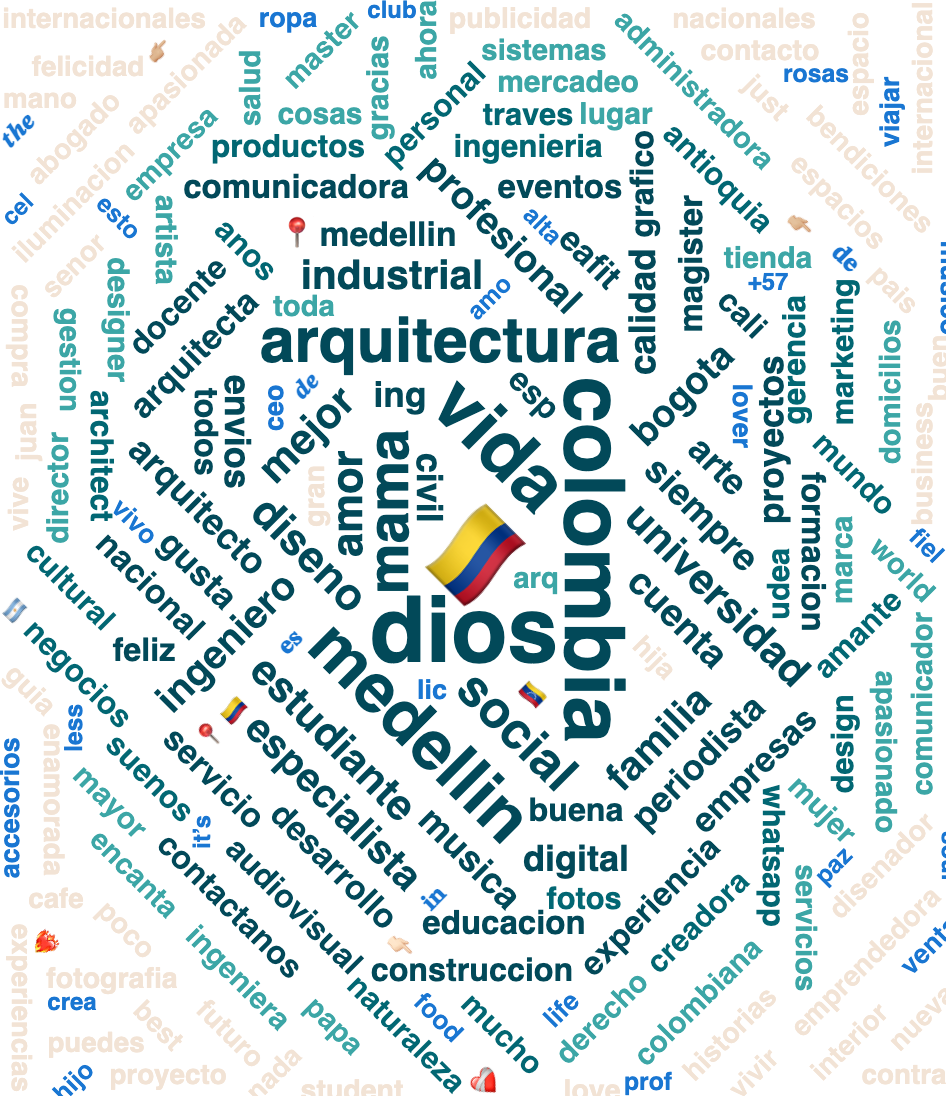 internacionales
ropa
club
ahora
publicidad
nacionales
master
sistemas
contacto
administradora
espacio
internacional
felicidad
apasionada
salud
gracias
personal
mercadeo
rosas
just
viajar
mano
the
abogado
empresa
cosas
traves
lugar
bendiciones
productos
ingenieria
grafico
antioquia
espacios
iluminacion
comunicadora
profesional
eventos
cel
esto
artista
alta
magister
anos
medellin
eafit
tienda
de
senor
designer
docente
industrial
amo
calidad
+57
pais
cordura
gestion
arquitecta
toda
cali
gerencia
marketing
domicilios
arquitectura
bogota
buen
ceo
de
ing
esp
colombia
lover
proyectos
juan
architect
todos
envios
mejor
vida
arte
mundo
business
director
arquitecto
gran
amor
mama
civil
siempre
formacion
vive
vivo
diseno
universidad
marca
fiel
cultural
nacional
gusta
arq
udea
world
dios
cuenta
amante
ingeniero
negocios
feliz
es
medellin
hija
comunicador
guia
less
estudiante
lic
social
familia
periodista
design
apasionado
accesorios
enamorada
suenos
servicio
especialista
empresas
mayor
it's
desarrollo
musica
buena
whatsapp
mujer
encanta
contactanos
audiovisual
digital
experiencia
servicios
paz
disenador
cafe
poco
in
fotos
educacion
creadora
emprendedora
experiencias
fotografia
ingeniera
construccion
colombiana
crea
best
futuro
papa
naturaleza
food
mucho
life
derecho
historias
interior
puedes
hijo
proyecto
nada
student
love
prof
vivir
contra